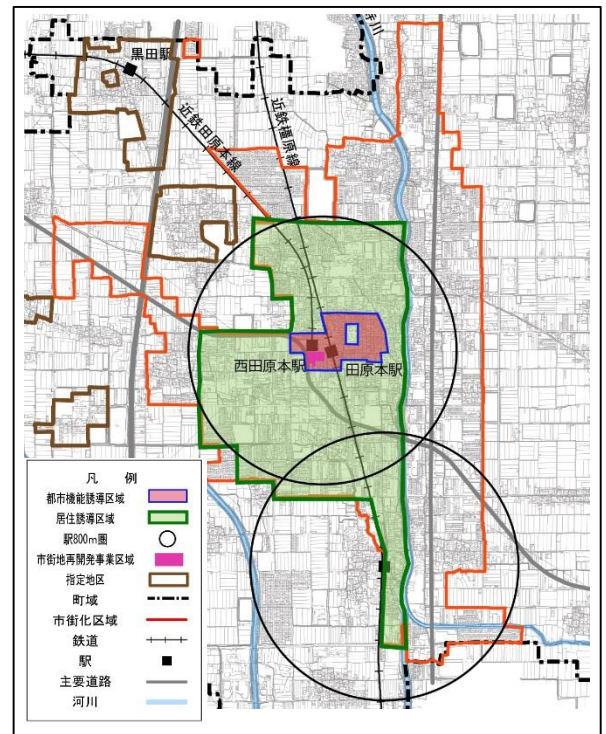 黒田駅
近鉄田原本線
近鉄橿原線
西田原本駅
田原本駅
凡 例
都市機能誘導区域
居住誘導区域
駅800m圏
市街地再開発事業区域
指定地区
町域
市街化区域
鉄道
駅
主要道路
河川